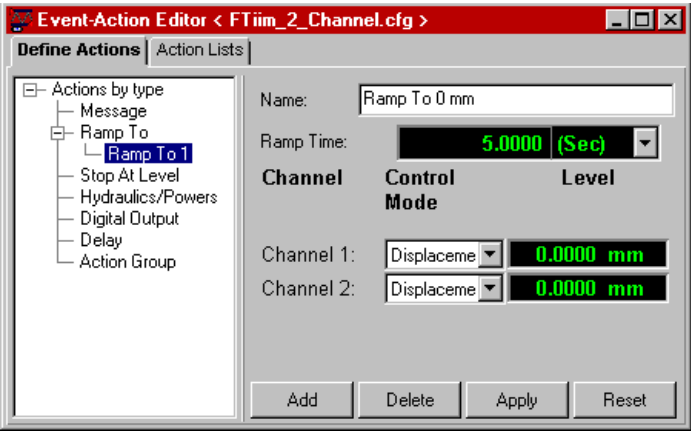 Event-Action Editor < FTiim_2_Channel.cfg >
Define Actions Action Lists
Actions by type
Message
Ramp To
Ramp To 1
Stop At Level
Hydraulics/Powers
Digital Output
Delay
Action Group
Name: Ramp To 0 mm
Ramp Time: 5.0000 (Sec)
Channel Control Mode Level
Channel 1: Displaceme 0.0000 mm
Channel 2: Displaceme 0.0000 mm
Add Delete Apply Reset